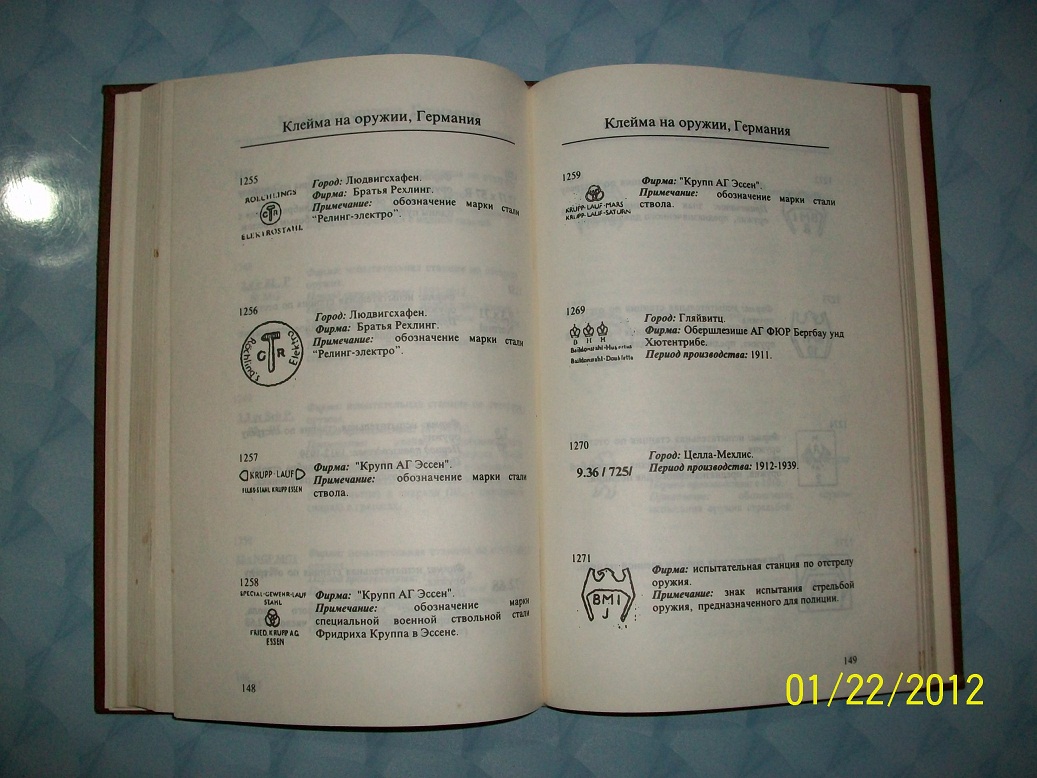 Клейма на оружии, Германия
1255
ROECHLINGS
C R
ELEKTROSTAHL
Город: Людвигсхафен.
Фирма: Братья Рехлинг.
Примечание: обозначение марки стали
"Релинг-электро".
1256
C R
Electro
Город: Людвигсхафен.
Фирма: Братья Рехлинг.
Примечание: обозначение марки стали
"Релинг-электро".
1257
KRUPP·LAUF
STAHL KRUPP ESSEN
Фирма: "Крупп АГ Эссен".
Примечание: обозначение марки стали
ствола.
1258
SPECIAL-GEWEHR-LAUF
STAHL
FRIED. KRUPP A.G.
ESSEN
Фирма: "Крупп АГ Эссен".
Примечание: обозначение марки
специальной военной ствольной стали
Фридриха Круппа в Эссене.
148
Клейма на оружии, Германия
1259
KRUPP-LAUF-MARS
KRUPP-LAUF-SATURN
Фирма: "Крупп АГ Эссен".
Примечание: обозначение марки стали
ствола.
1269
D H H
Город: Гляйвитц.
Фирма: Обершлезише АГ ФЮР Бергбау унд
Хютентрибе.
Период производства: 1911.
1270
9.36 / 725/
Город: Целла-Мехлис.
Период производства: 1912-1939.
1271
BMI
J
Фирма: испытательная станция по отстрелу
оружия.
Примечание: знак испытания стрельбой
оружия, предназначенного для полиции.
149
01/22/2012